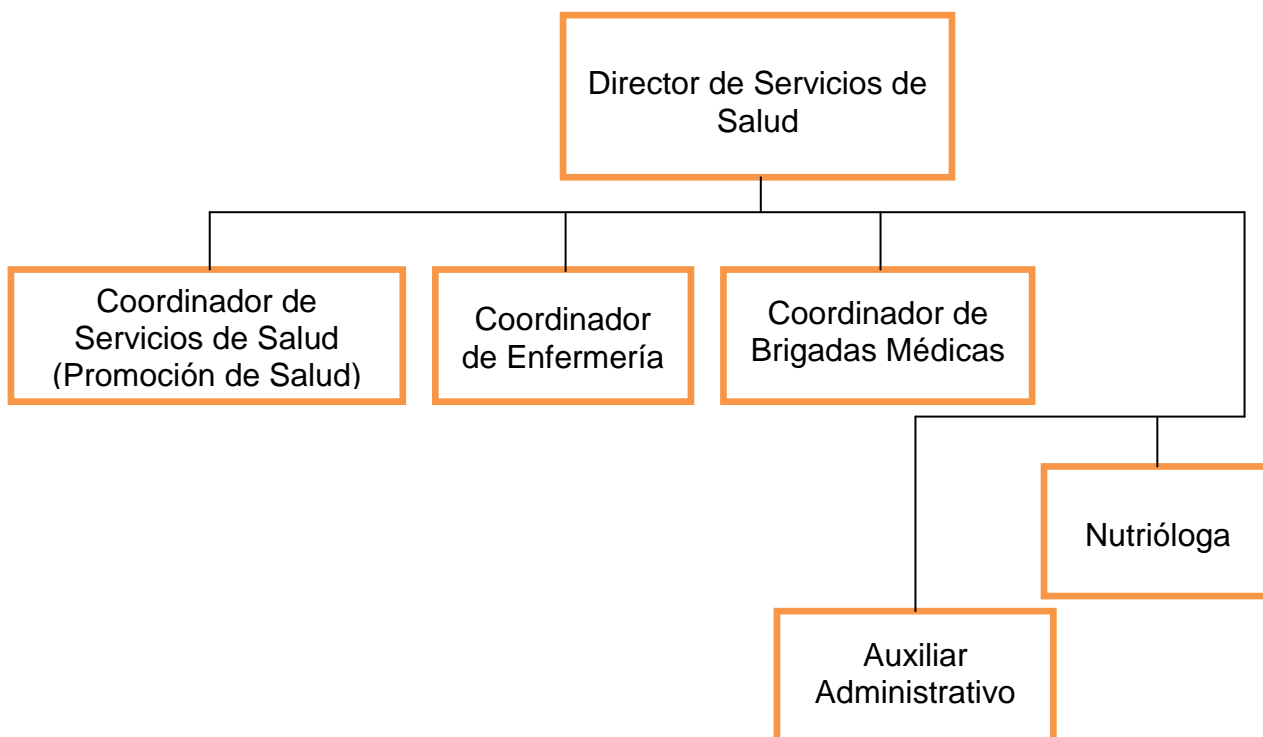 Director de Servicios de
Salud
Coordinador de
Servicios de Salud
(Promoción de Salud)
Coordinador
de Enfermería
Coordinador de
Brigadas Médicas
Nutrióloga
Auxiliar
Administrativo